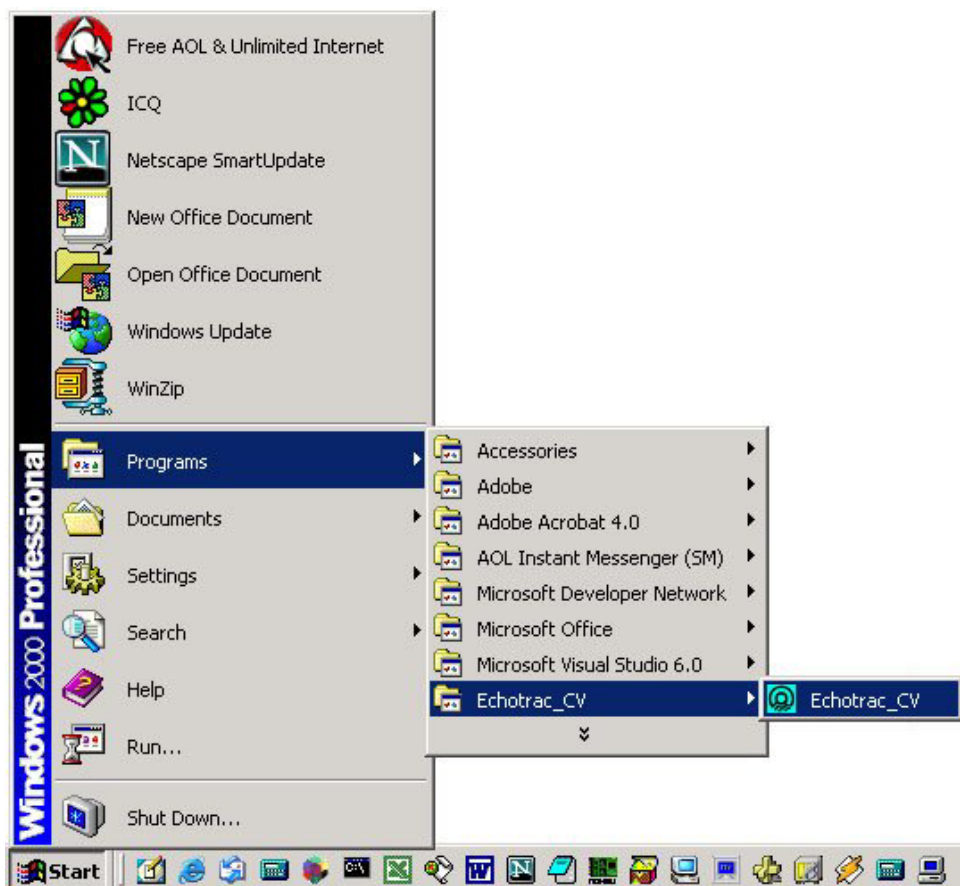 Free AOL & Unlimited Internet
ICQ
Netscape SmartUpdate
New Office Document
Open Office Document
Windows Update
WinZip
Programs
Documents
Settings
Search
Help
Run...
Shut Down...
Windows 2000 Professional
Accessories
Adobe
Adobe Acrobat 4.0
AOL Instant Messenger (SM)
Microsoft Developer Network
Microsoft Office
Microsoft Visual Studio 6.0
Echotrac_CV
Echotrac_CV
Start